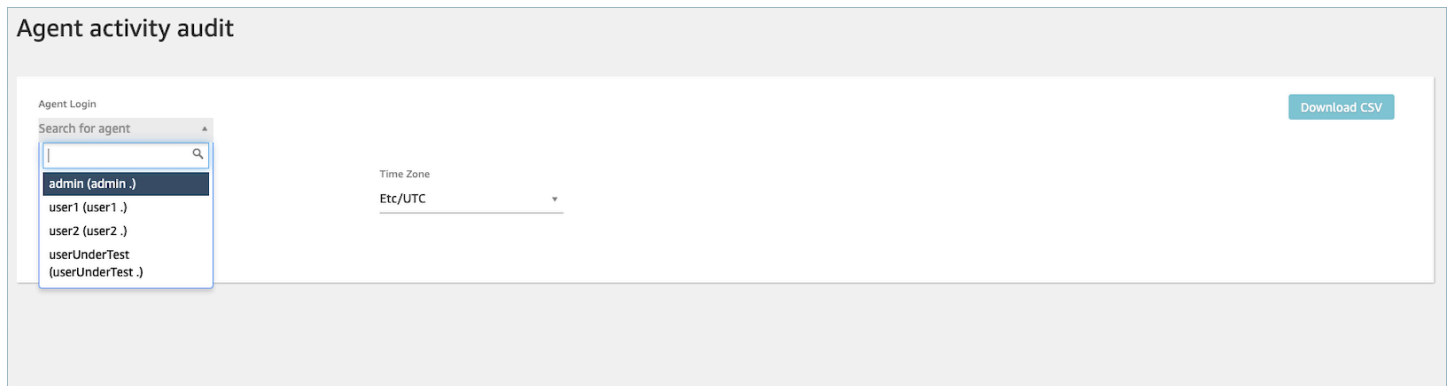 Agent activity audit
Agent Login
Download CSV
Search for agent
admin (admin .)
Time Zone
Etc/UTC
user1 (user1 .)
user2 (user2 .)
userUnderTest
(userUnderTest .)